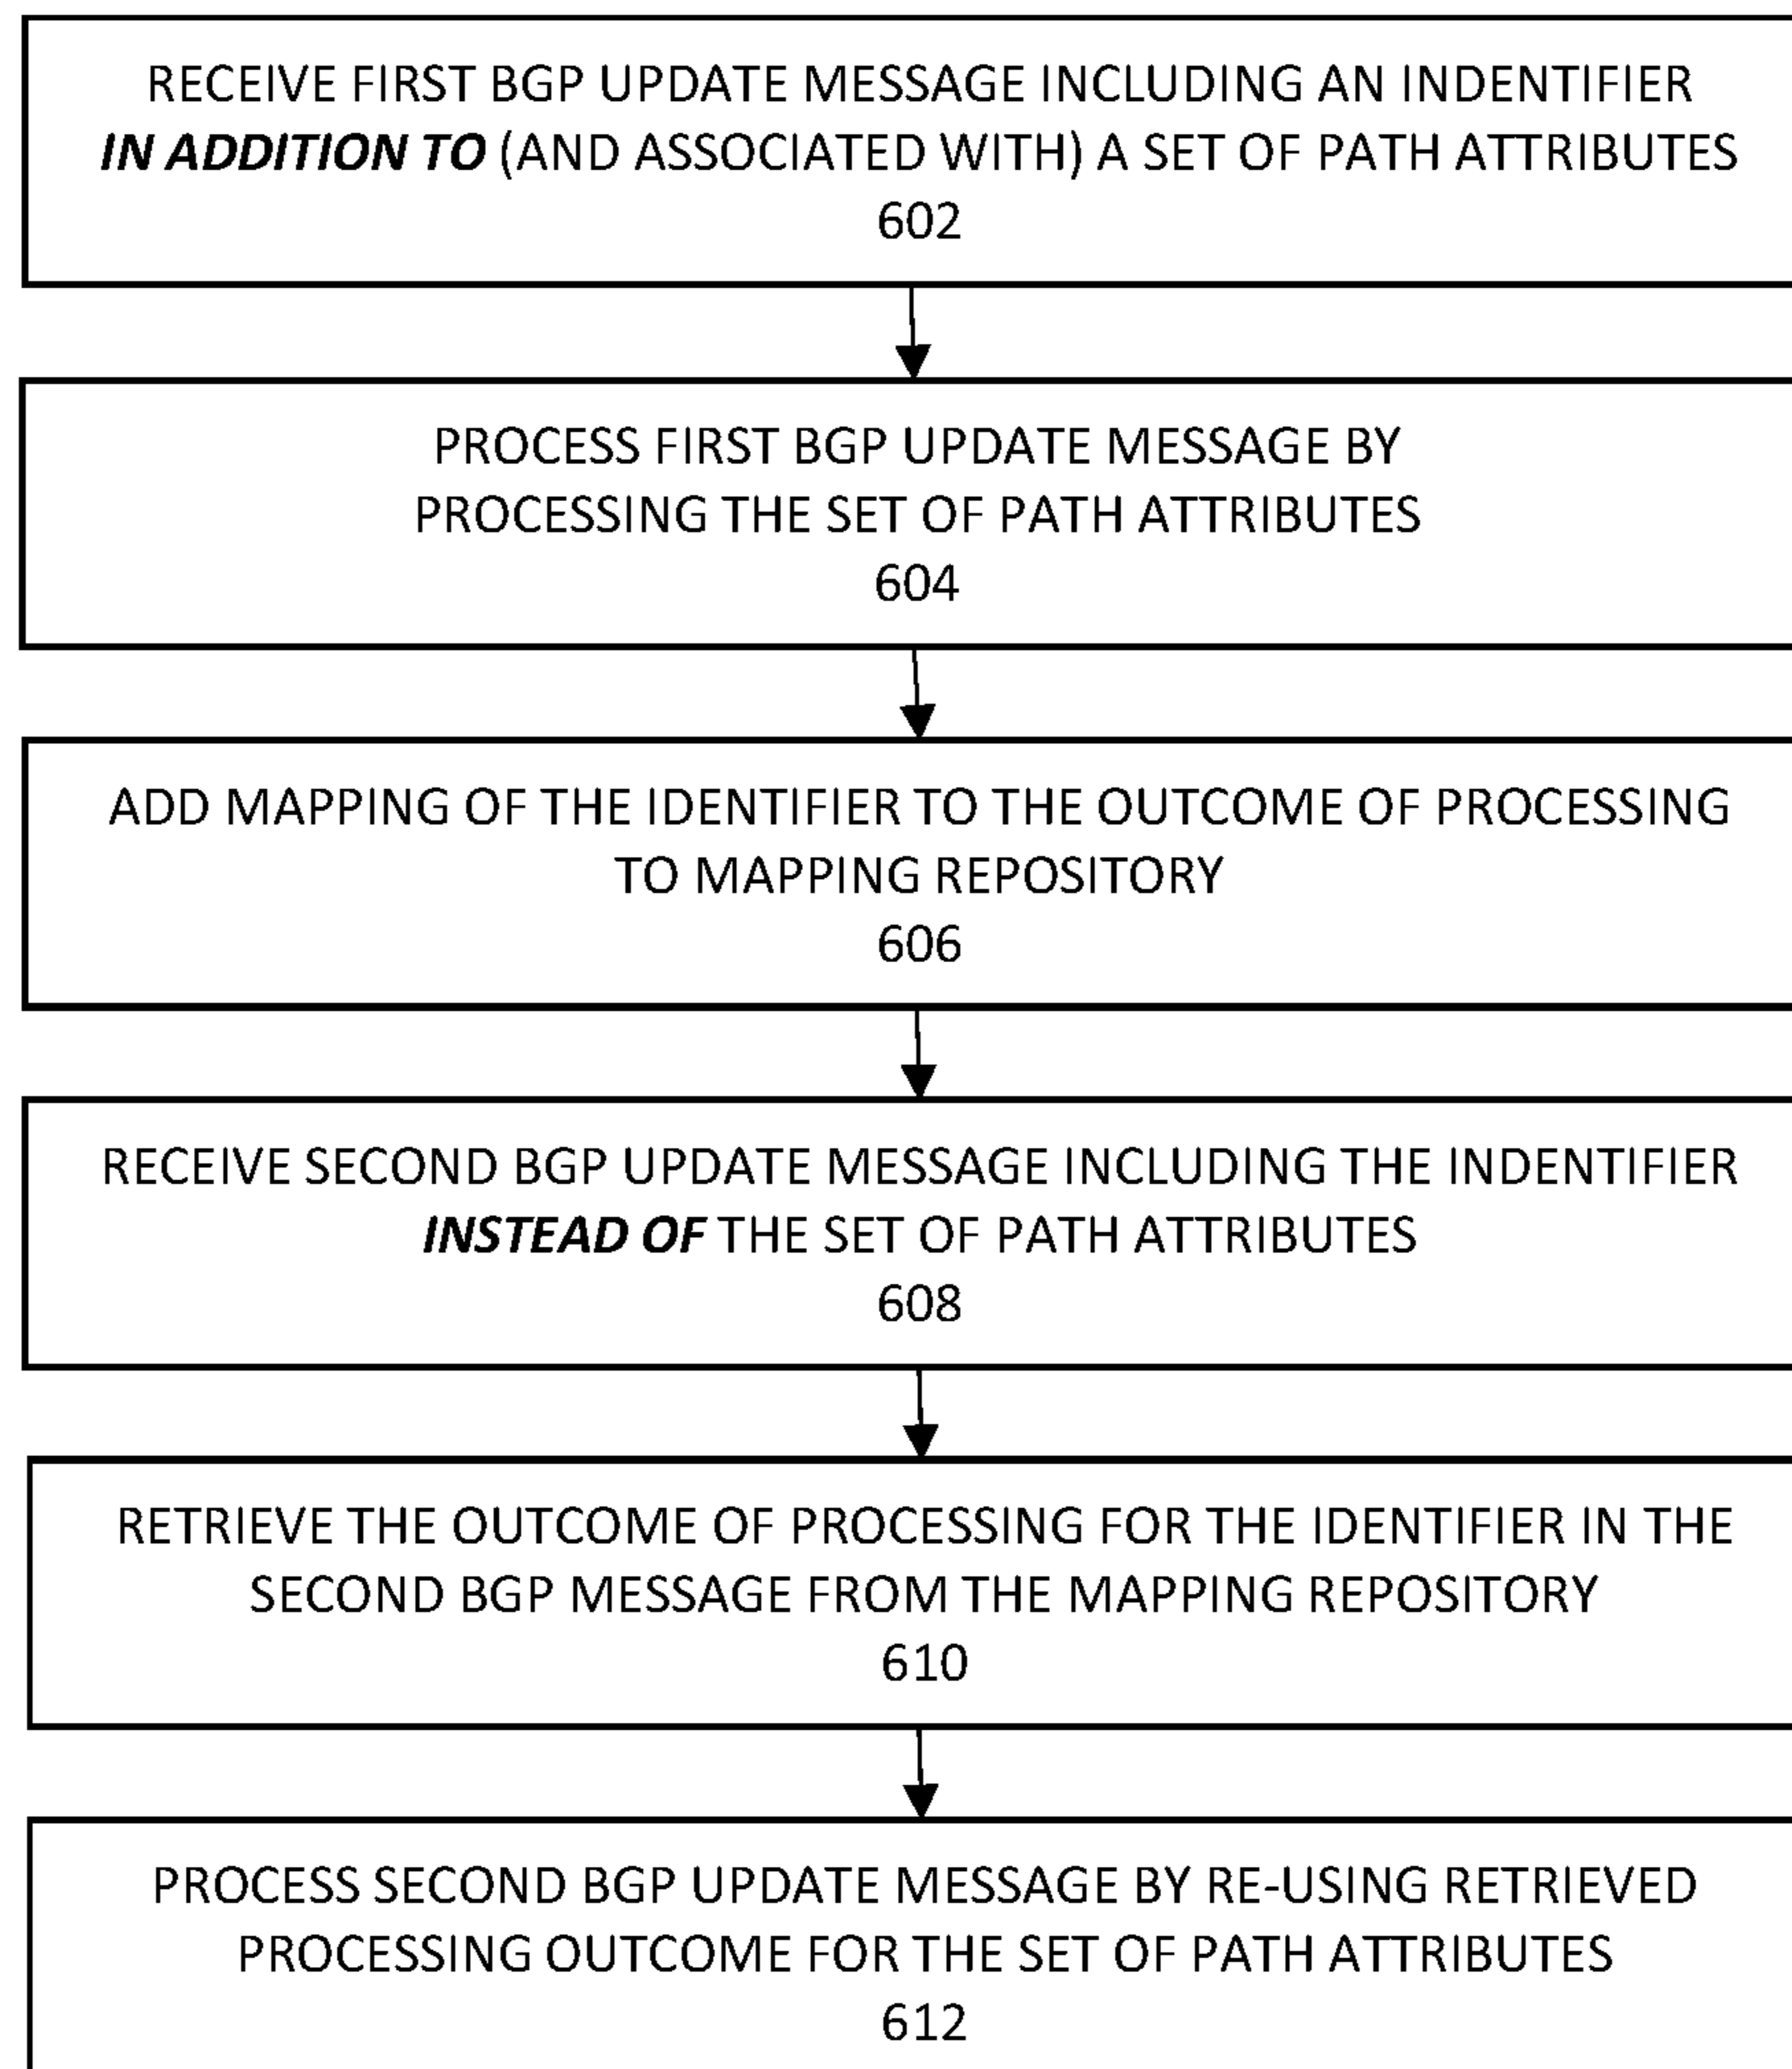 RECEIVE FIRST BGP UPDATE MESSAGE INCLUDING AN INDENTIFIER
IN ADDITION TO (AND ASSOCIATED WITH) A SET OF PATH ATTRIBUTES
602
PROCESS FIRST BGP UPDATE MESSAGE BY
PROCESSING THE SET OF PATH ATTRIBUTES
604
ADD MAPPING OF THE IDENTIFIER TO THE OUTCOME OF PROCESSING
TO MAPPING REPOSITORY
606
RECEIVE SECOND BGP UPDATE MESSAGE INCLUDING THE INDENTIFIER
INSTEAD OF THE SET OF PATH ATTRIBUTES
608
RETRIEVE THE OUTCOME OF PROCESSING FOR THE IDENTIFIER IN THE
SECOND BGP MESSAGE FROM THE MAPPING REPOSITORY
610
PROCESS SECOND BGP UPDATE MESSAGE BY RE-USING RETRIEVED
PROCESSING OUTCOME FOR THE SET OF PATH ATTRIBUTES
612